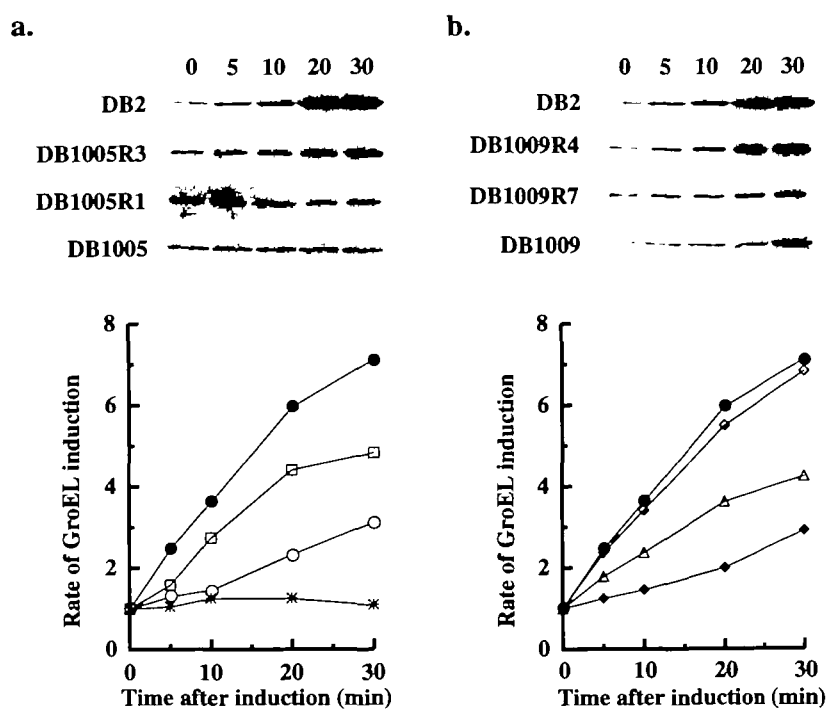 a.
0 5 10 20 30
DB2
DB1005R3
DB1005R1
DB1005
8
6
4
2
0
Rate of GroEL induction
0 10 20 30
Time after induction (min)
b.
0 5 10 20 30
DB2
DB1009R4
DB1009R7
DB1009
8
6
4
2
0
Rate of GroEL induction
0 10 20 30
Time after induction (min)